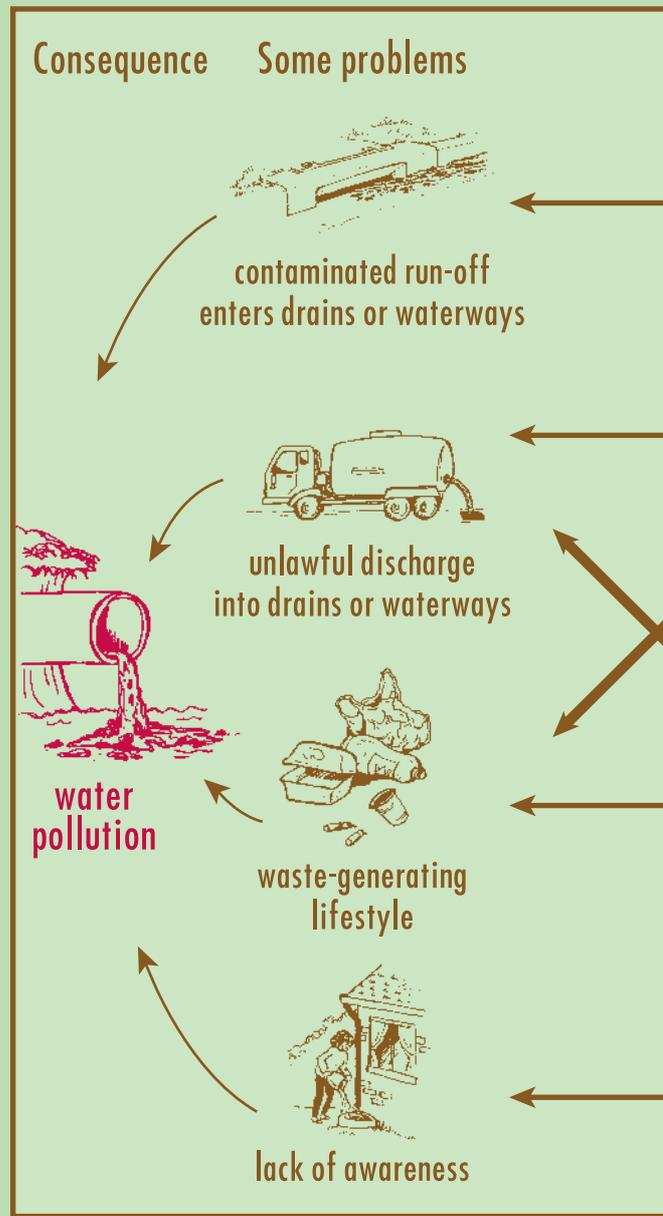 Consequence
Some problems
contaminated run-off
enters drains or waterways
unlawful discharge
into drains or waterways
water
pollution
waste-generating
lifestyle
lack of awareness